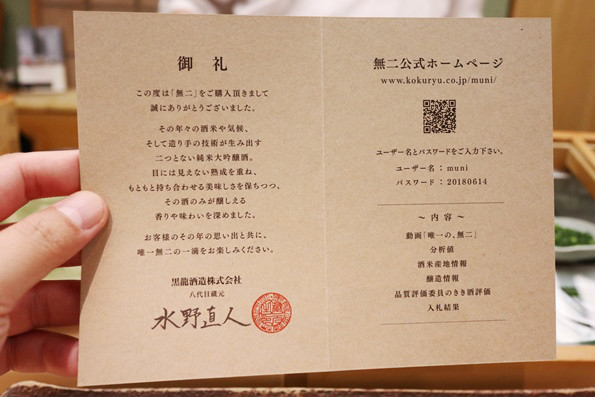 御 礼
この度は「無二」をご購入頂きまして
誠にありがとうございました。
その年々の酒米や気候、
そして造り手の技術が生み出す
二つとない純米大吟醸酒。
目には見えない熟成を重ね、
もともと持ち合わせる美味しさを保ちつつ、
その酒のみが醸しえる
香りや味わいを深めました。
お客様のその年の思い出と共に、
唯一無二の一滴をお楽しみください。
黒龍酒造株式会社
八代目蔵元
水野直人
無二公式ホームページ
www.kokuryu.co.jp/muni/
ユーザー名とパスワードをご入力下さい。
ユーザー名：muni
パスワード：20180614
〜 内容 〜
動画「唯一の、無二」
分析値
酒米産地情報
醸造情報
品質評価委員のきき酒評価
入札結果